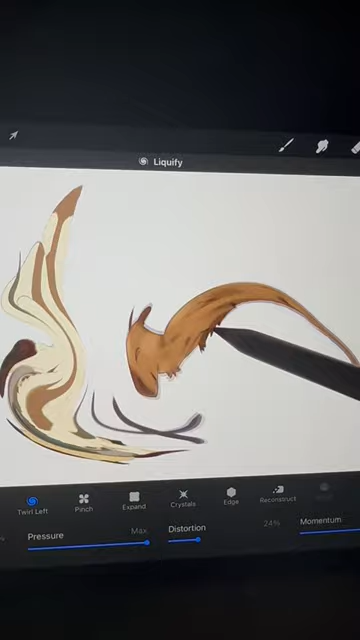 Liquify
Twirl Left
Pinch
Expand
Crystals
Edge
Reconstruct
%
Pressure
Max
Distortion
24%
Momentum